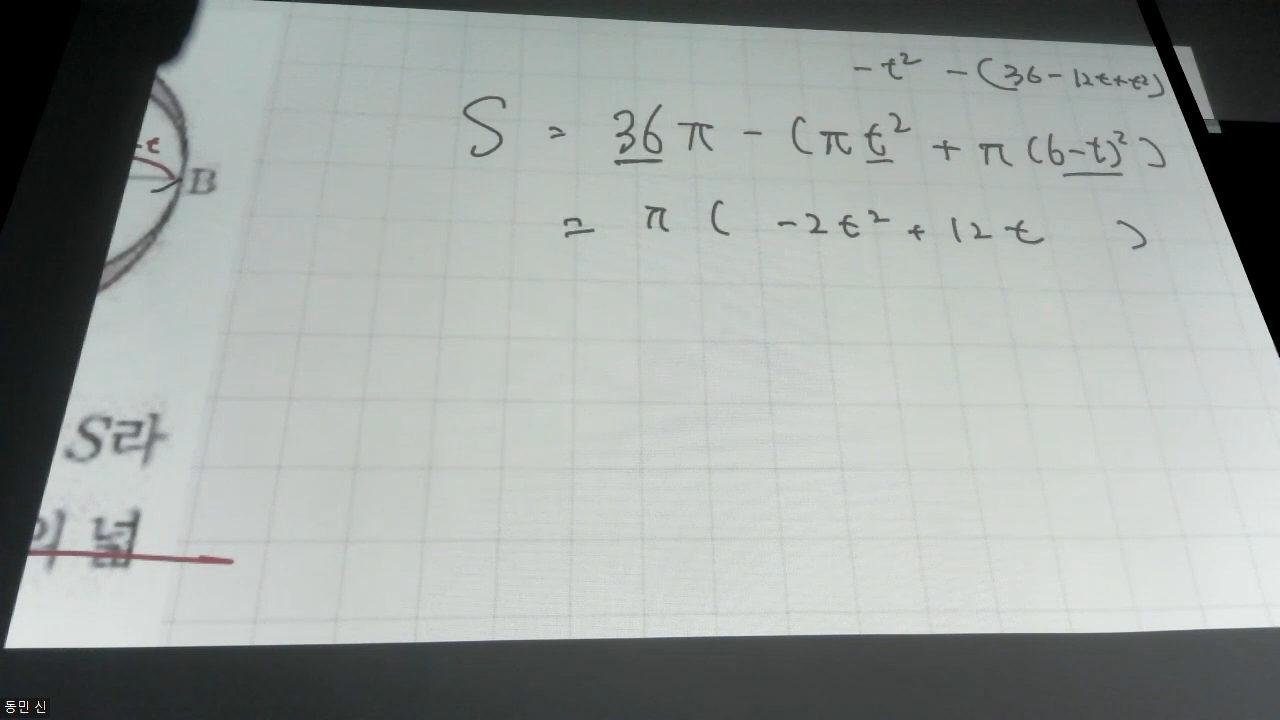 -t² -(36-12t+t²)
S = 36π - (πt² + π(6-t)²)
= π( -2t² + 12t )
B
S라
의 넓
동민 신